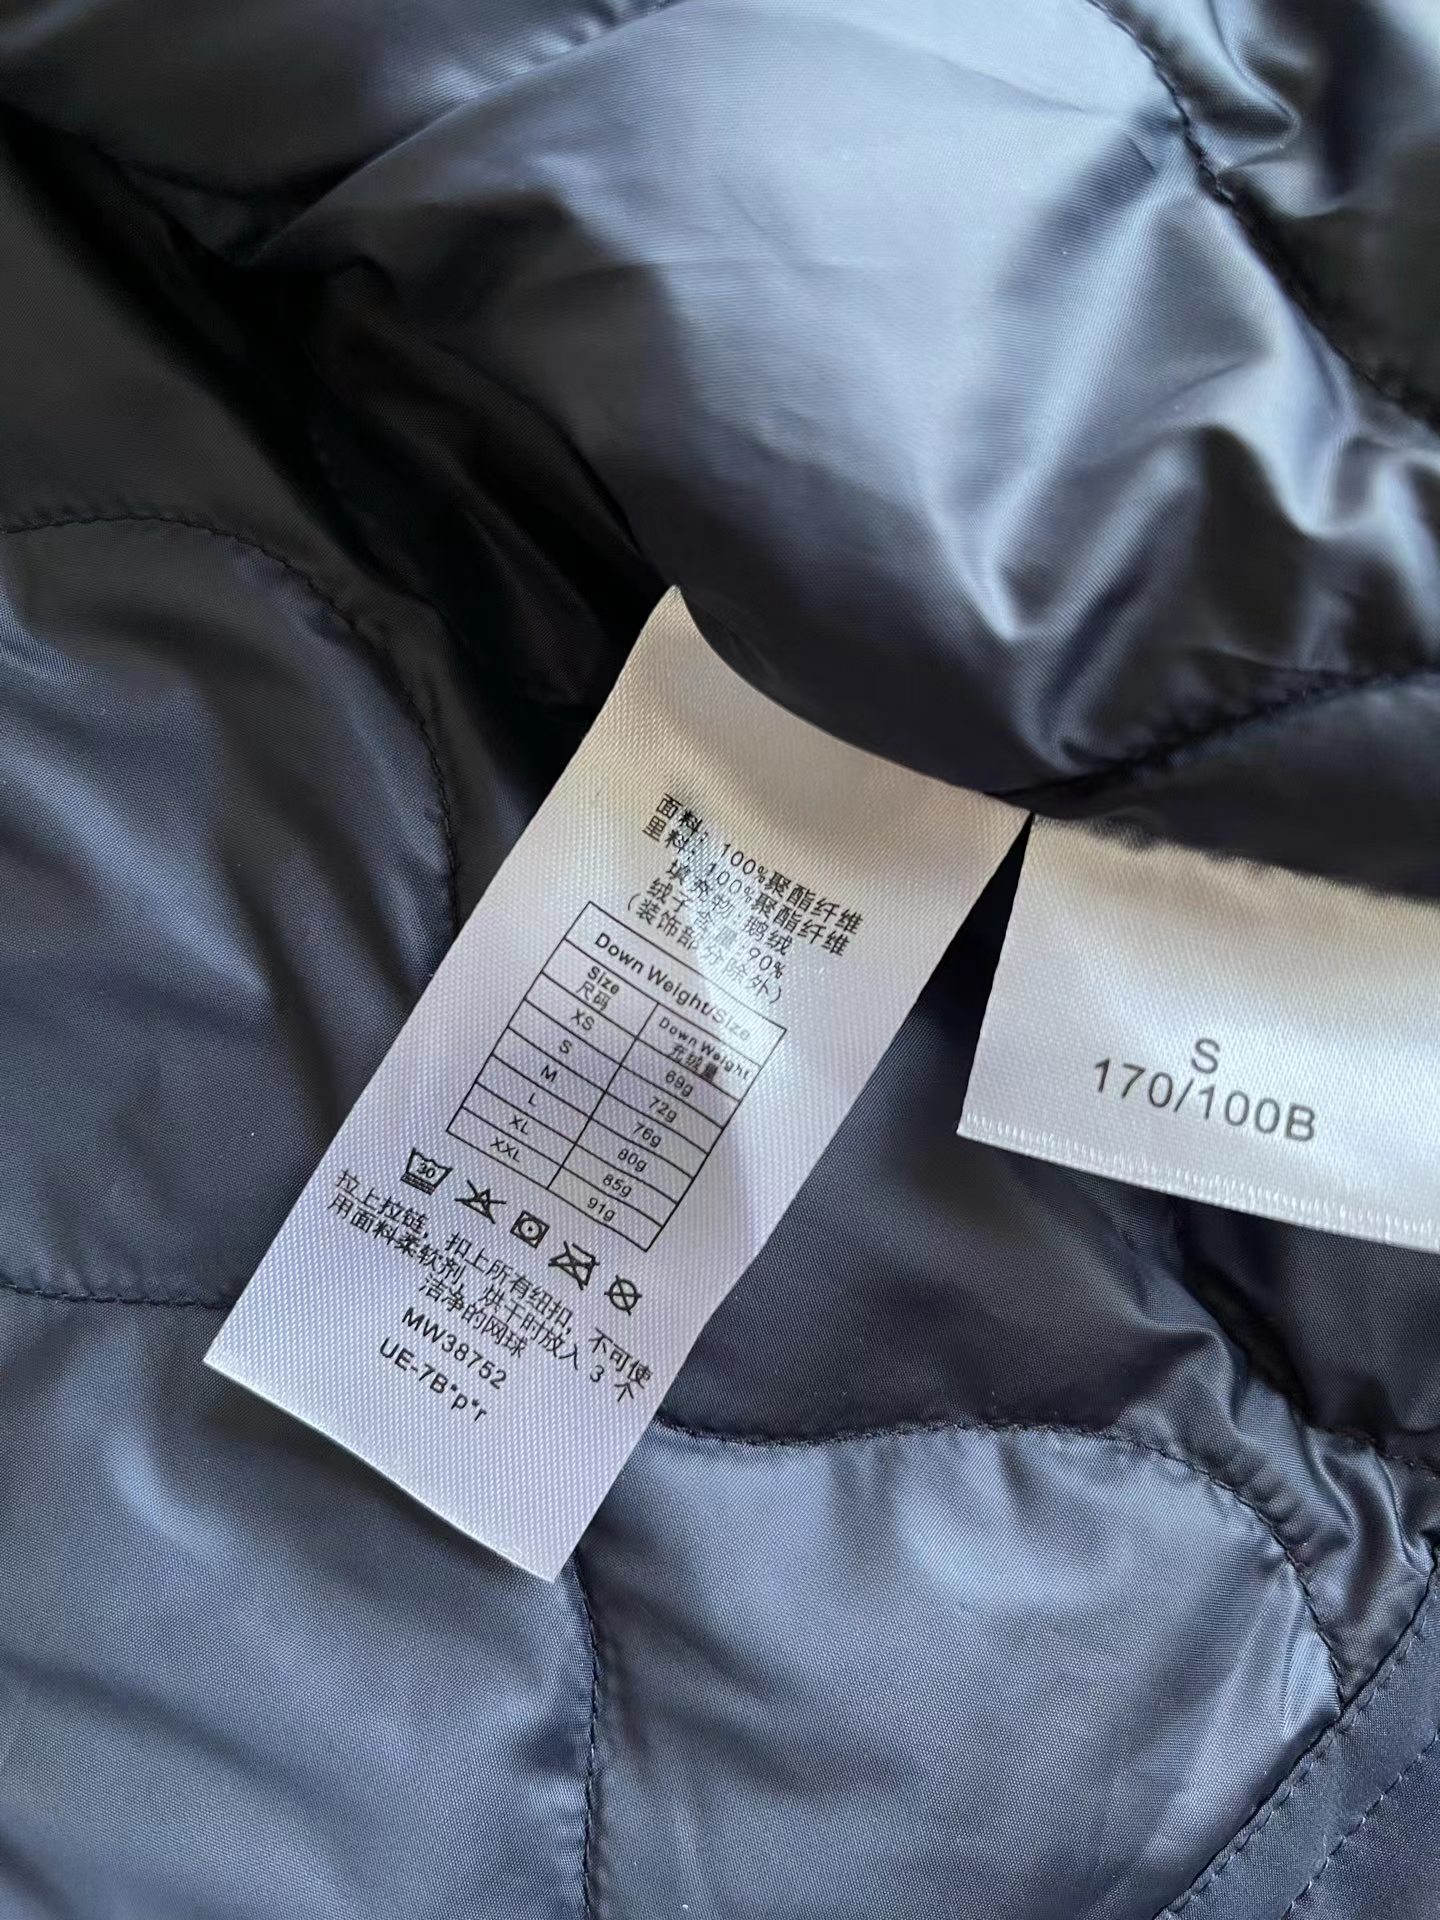 面料: 100%聚酯纤维
里料: 100%聚酯纤维
填充物: 鹅绒
绒子含量:90%
(装饰部分除外)
Down Weight/Size
Size 尺码 Down Weight 充绒量
XS 69g
S 72g
M 76g
L 80g
XL 85g
XXL 91g
30
拉上拉链, 扣上所有纽扣, 不可使
用面料柔软剂, 烘干时放入 3 个
洁净的网球
MW38752
UE-7B*p*r
S
170/100B